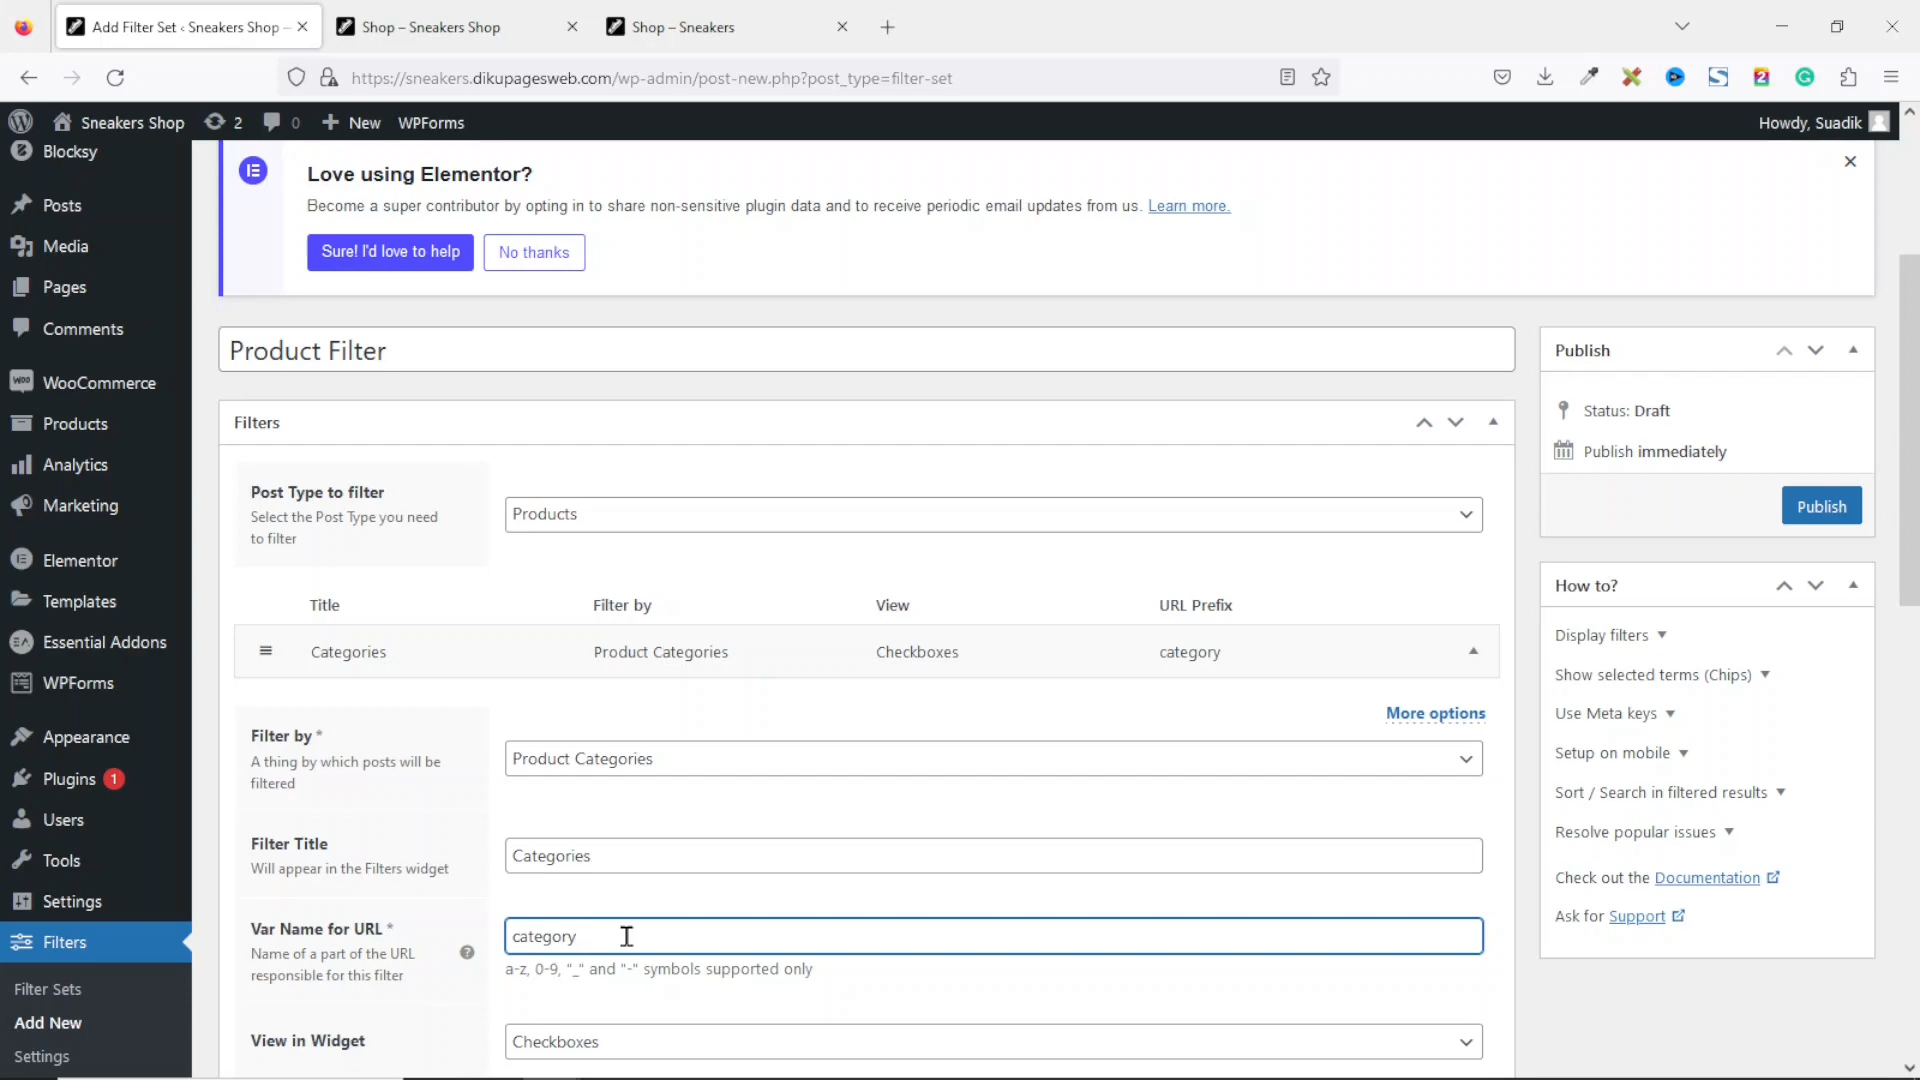 Add Filter Set ‹ Sneakers Shop –
Shop – Sneakers Shop
Shop – Sneakers
https://sneakers.dikupagesweb.com/wp-admin/post-new.php?post_type=filter-set
Sneakers Shop
2
0
New
WPForms
Howdy, Suadik
Blocksy
Posts
Media
Pages
Comments
WooCommerce
Products
Analytics
Marketing
Elementor
Templates
Essential Addons
WPForms
Appearance
Plugins 1
Users
Tools
Settings
Filters
Filter Sets
Add New
Settings
Love using Elementor?
Become a super contributor by opting in to share non-sensitive plugin data and to receive periodic email updates from us. Learn more.
Sure! I'd love to help
No thanks
Product Filter
Filters
Post Type to filter
Select the Post Type you need
to filter
Products
Title Filter by View URL Prefix
Categories Product Categories Checkboxes category
More options
Filter by *
A thing by which posts will be
filtered
Product Categories
Filter Title
Will appear in the Filters widget
Categories
Var Name for URL *
Name of a part of the URL
responsible for this filter
category
a-z, 0-9, "_" and "-" symbols supported only
View in Widget
Checkboxes
Publish
Status: Draft
Publish immediately
Publish
How to?
Display filters
Show selected terms (Chips)
Use Meta keys
Setup on mobile
Sort / Search in filtered results
Resolve popular issues
Check out the Documentation
Ask for Support